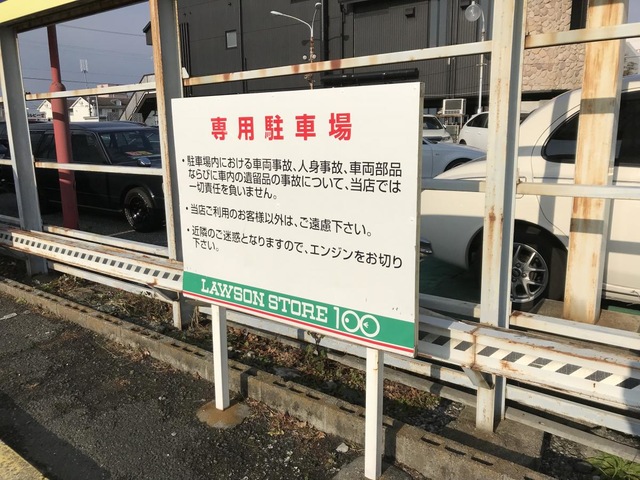 専用駐車場
・駐車場内における車両事故、人身事故、車両部品
ならびに車内の遺留品の事故について、当店では
一切責任を負いません。
・当店ご利用のお客様以外は、ご遠慮下さい。
・近隣のご迷惑となりますので、エンジンをお切り
下さい。
LAWSON STORE 100